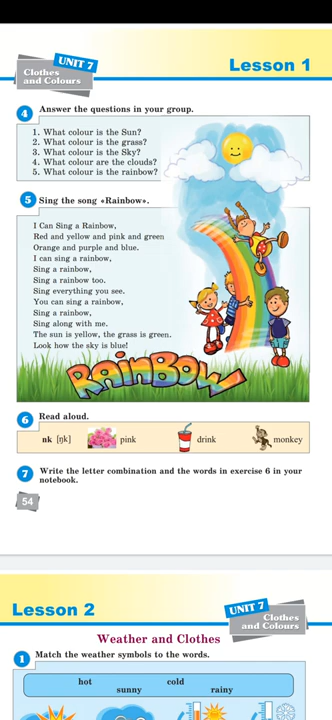 UNIT 7
Clothes
and Colours
Lesson 1
4 Answer the questions in your group.
1. What colour is the Sun?
2. What colour is the grass?
3. What colour is the Sky?
4. What colour are the clouds?
5. What colour is the rainbow?
5 Sing the song «Rainbow».
I Can Sing a Rainbow,
Red and yellow and pink and green
Orange and purple and blue.
I can sing a rainbow,
Sing a rainbow,
Sing a rainbow too.
Sing everything you see.
You can sing a rainbow,
Sing a rainbow,
Sing along with me.
The sun is yellow, the grass is green.
Look how the sky is blue!
RAiNBOW
6 Read aloud.
nk [ŋk] pink drink monkey
7 Write the letter combination and the words in exercise 6 in your
notebook.
54
Lesson 2
UNIT 7
Clothes
and Colours
Weather and Clothes
1 Match the weather symbols to the words.
hot cold
sunny rainy